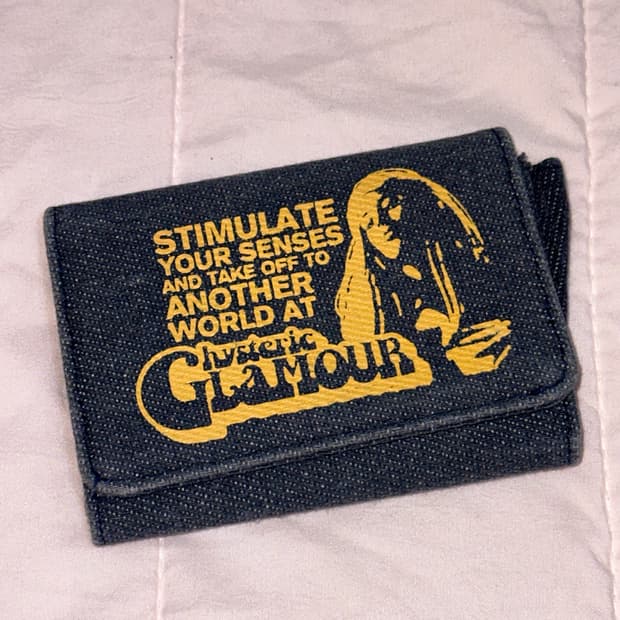 STIMULATE
YOUR SENSES
AND TAKE OFF TO
ANOTHER
WORLD AT
hysteric
GLAMOUR